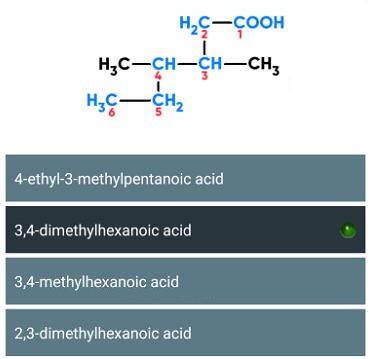 H₂C—COOH
2 1
H₃C—CH—CH—CH₃
4 3
H₃C—CH₂
6 5
4-ethyl-3-methylpentanoic acid
3,4-dimethylhexanoic acid
3,4-methylhexanoic acid
2,3-dimethylhexanoic acid